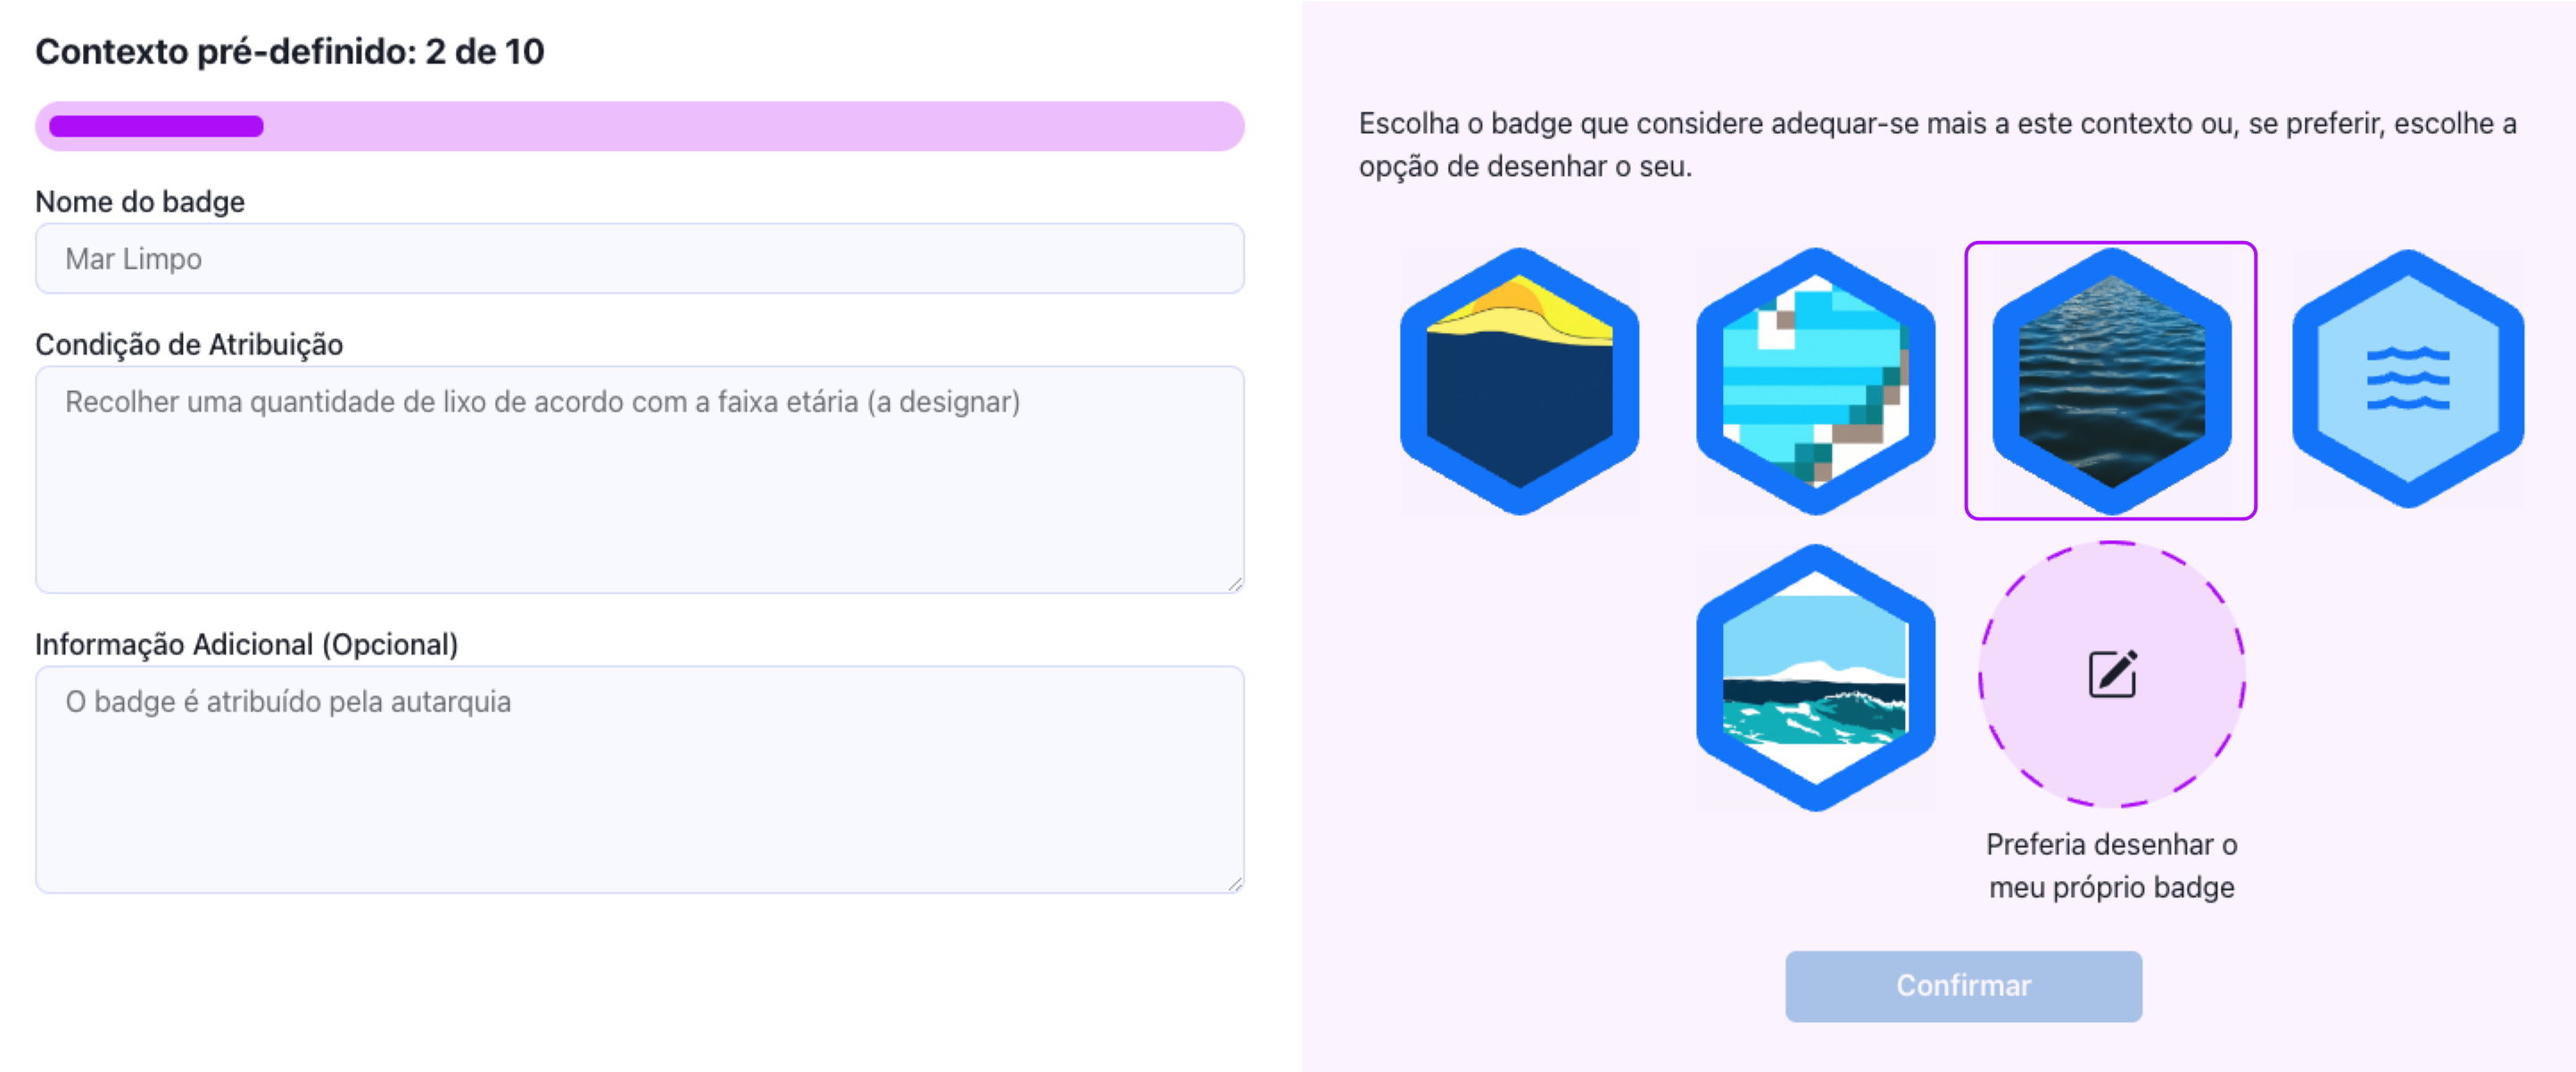 Contexto pré-definido: 2 de 10
Nome do badge
Mar Limpo
Condição de Atribuição
Recolher uma quantidade de lixo de acordo com a faixa etária (a designar)
Informação Adicional (Opcional)
O badge é atribuído pela autarquia
Escolha o badge que considere adequar-se mais a este contexto ou, se preferir, escolhe a
opção de desenhar o seu.
Preferia desenhar o
meu próprio badge
Confirmar